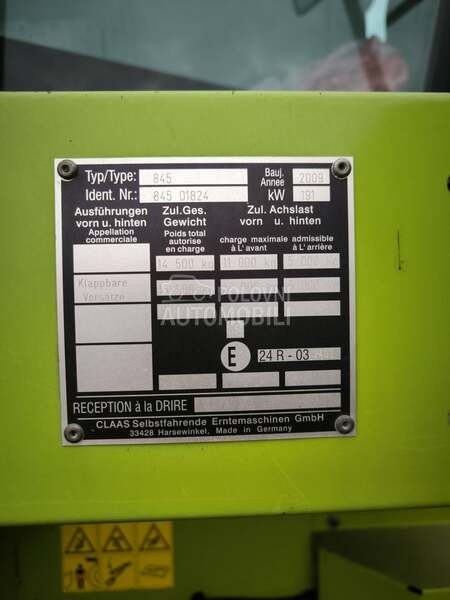 Typ/Type: 845 Bauj. Annee 2009
Ident. Nr.: 845 01824 kW 191
Ausführungen vorn u. hinten
Appellation commerciale
Zul.Ges. Gewicht
Poids total autorise en charge
Zul. Achslast vorn u. hinten
charge maximale à L' avant
admissible à L' arrière
14 500 kg 11 000 kg
Klappbare
Vorsätze
POLOVNI
AUTOMOBILI
E 24 R - 03
RECEPTION à la DRIRE
CLAAS Selbstfahrende Erntemaschinen GmbH
33428 Harsewinkel, Made in Germany